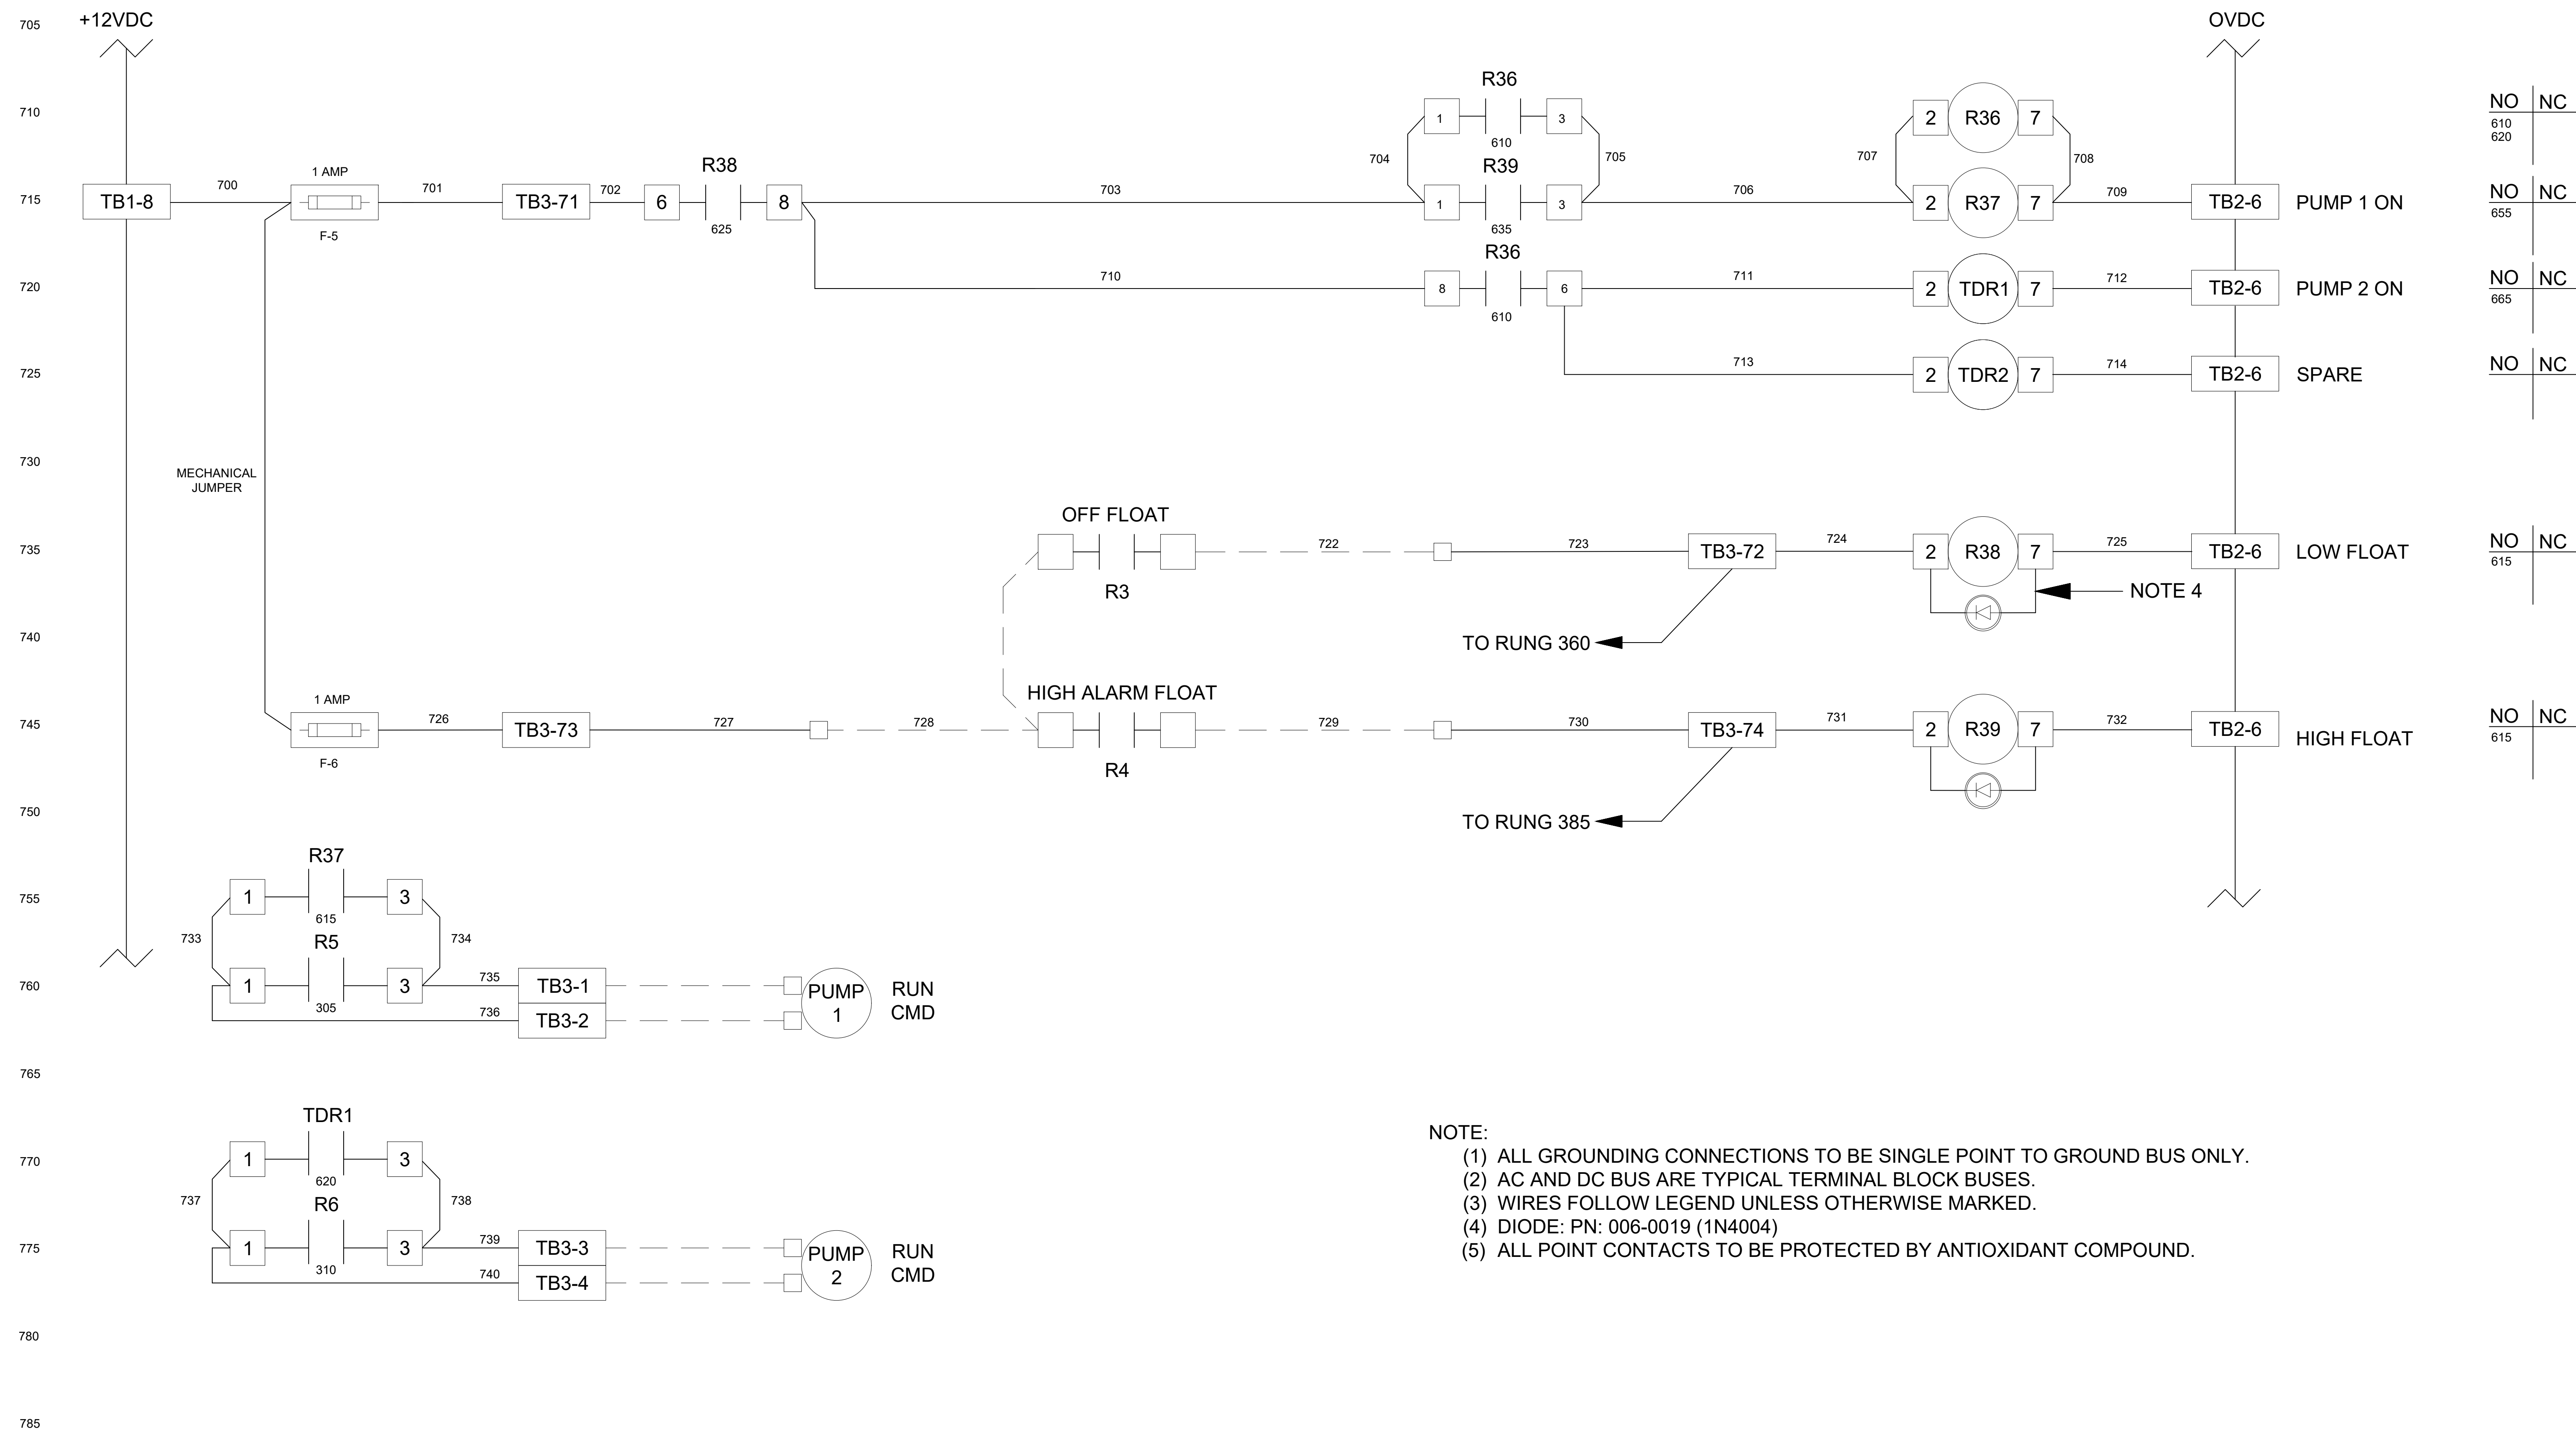 705 +12VDC OVDC
R36
710 1 3 2 R36 7 NO NC
610 610
620
704 R39 705 707 708
1 AMP R38
715 TB1-8 700 701 TB3-71 702 6 8 703 1 3 706 2 R37 7 709 TB2-6 PUMP 1 ON NO NC
F-5 625 635 655
R36
720 710 8 6 711 2 TDR1 7 712 TB2-6 PUMP 2 ON NO NC
610 665
725 713 2 TDR2 7 714 TB2-6 SPARE NO NC
730
MECHANICAL
JUMPER
OFF FLOAT
735 722 723 TB3-72 724 2 R38 7 725 TB2-6 LOW FLOAT NO NC
615
R3 NOTE 4
740 TO RUNG 360
HIGH ALARM FLOAT
1 AMP
745 726 TB3-73 727 728 729 730 TB3-74 731 2 R39 7 732 TB2-6 HIGH FLOAT NO NC
615
F-6 R4
750 TO RUNG 385
R37
755 1 3
615
733 R5 734
760 1 3 735 TB3-1 PUMP RUN
305 736 TB3-2 1 CMD
765
TDR1
770 1 3
620
737 R6 738
775 1 3 739 TB3-3 PUMP RUN
310 740 TB3-4 2 CMD
780
785
NOTE:
(1) ALL GROUNDING CONNECTIONS TO BE SINGLE POINT TO GROUND BUS ONLY.
(2) AC AND DC BUS ARE TYPICAL TERMINAL BLOCK BUSES.
(3) WIRES FOLLOW LEGEND UNLESS OTHERWISE MARKED.
(4) DIODE: PN: 006-0019 (1N4004)
(5) ALL POINT CONTACTS TO BE PROTECTED BY ANTIOXIDANT COMPOUND.